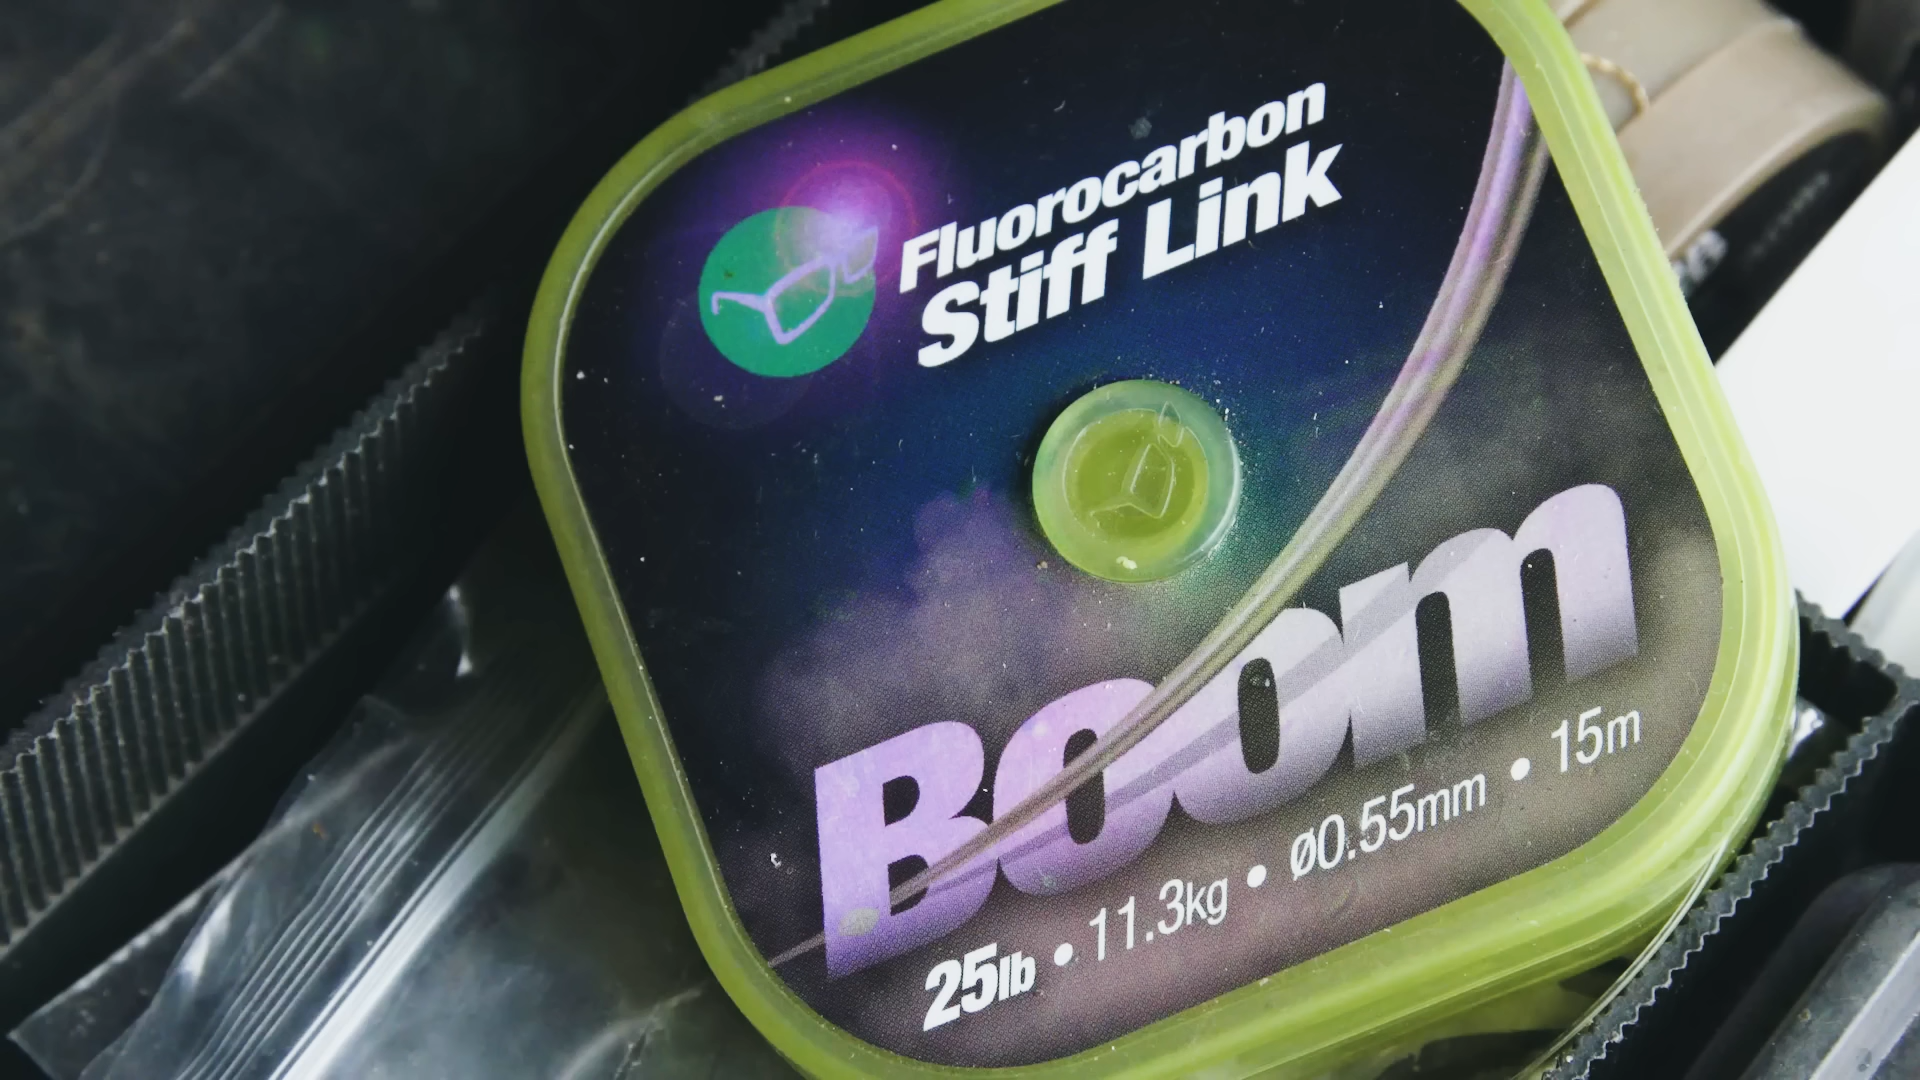 Fluorocarbon
Stiff Link
Boom
25lb • 11.3kg • ø0.55mm • 15m